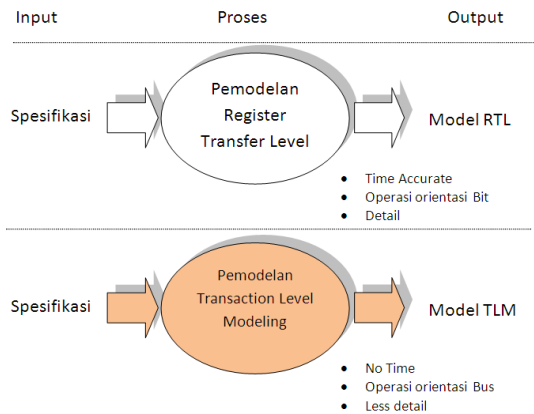 Input Proses Output
Spesifikasi
Pemodelan
Register
Transfer Level
Model RTL
• Time Accurate
• Operasi orientasi Bit
• Detail
Spesifikasi
Pemodelan
Transaction Level
Modeling
Model TLM
• No Time
• Operasi orientasi Bus
• Less detail